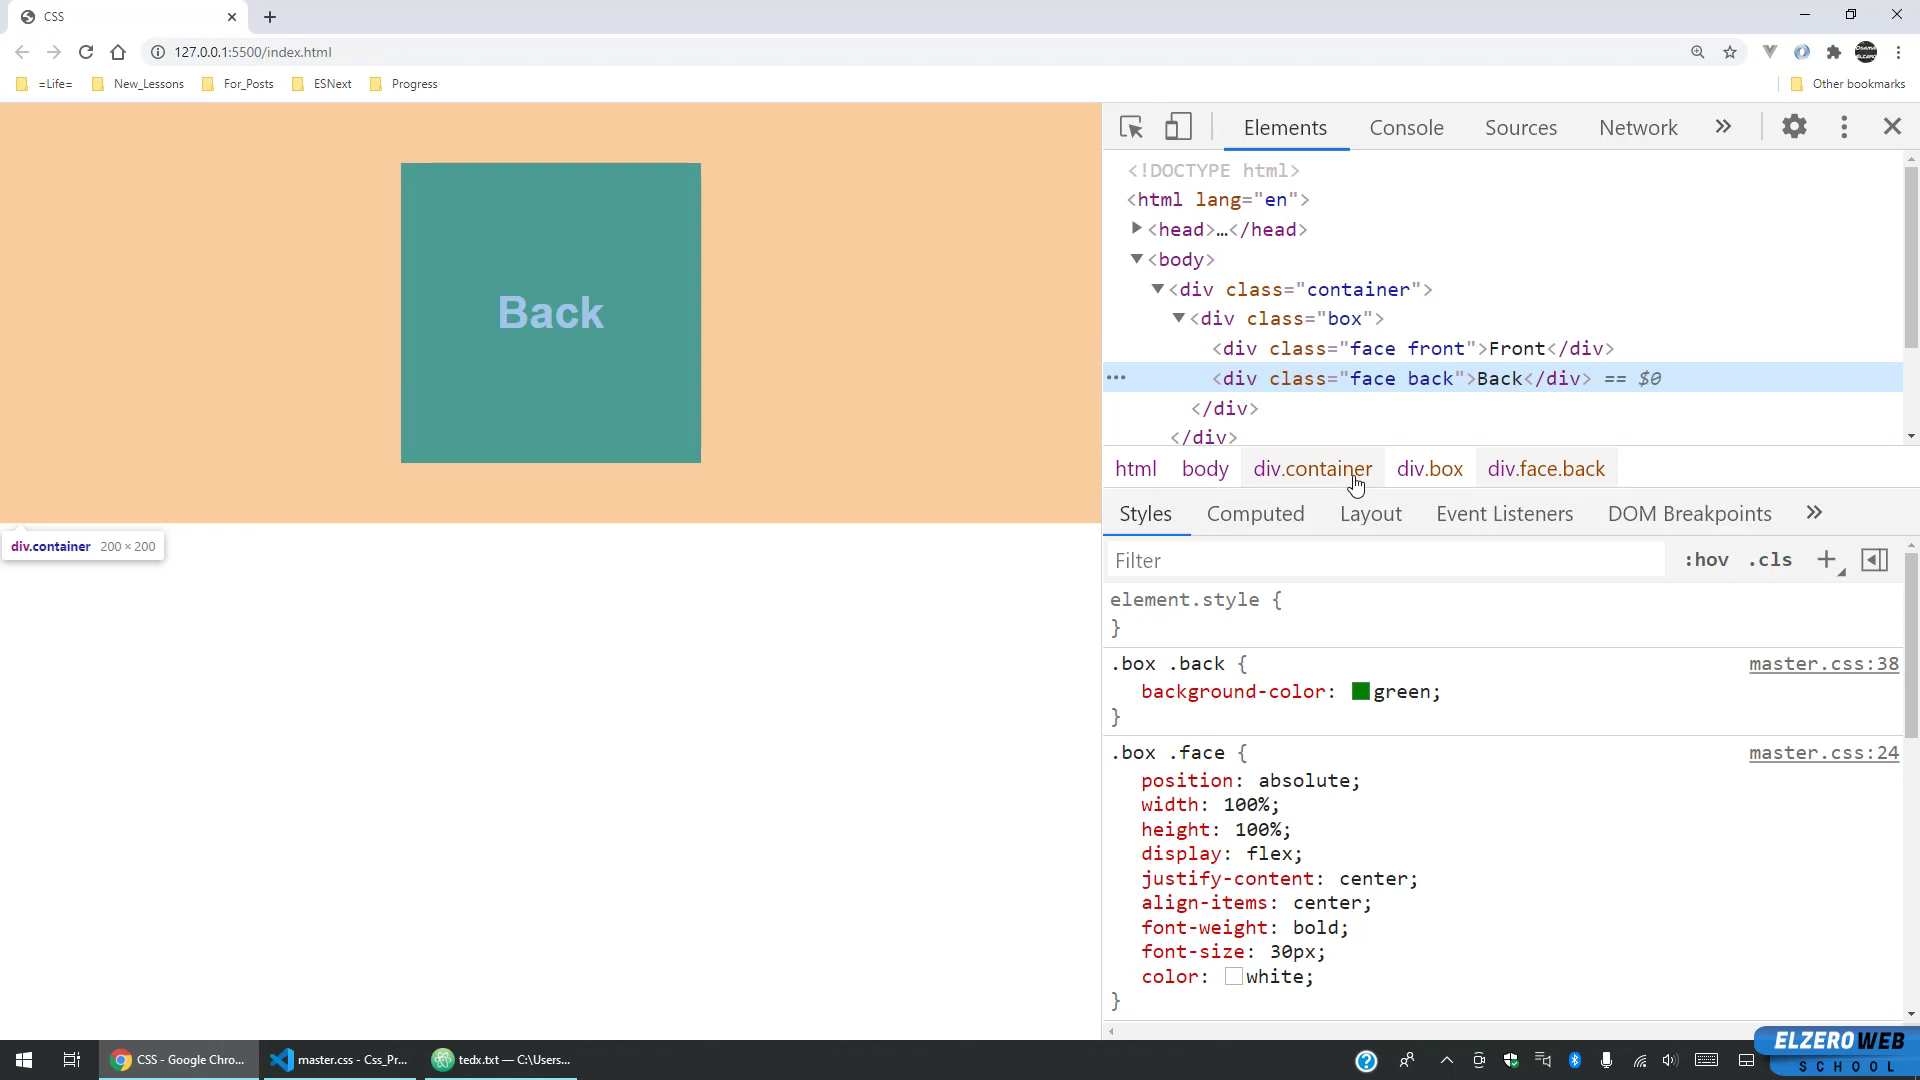 CSS
127.0.0.1:5500/index.html
=Life=
New_Lessons
For_Posts
ESNext
Progress
Other bookmarks
Back
div.container 200 × 200
Elements
Console
Sources
Network
<!DOCTYPE html>
<html lang="en">
<head>…</head>
<body>
<div class="container">
<div class="box">
<div class="face front">Front</div>
<div class="face back">Back</div> == $0
</div>
</div>
html body div.container div.box div.face.back
Styles Computed Layout Event Listeners DOM Breakpoints
Filter
:hov .cls
element.style {
}
.box .back { master.css:38
background-color: green;
}
.box .face { master.css:24
position: absolute;
width: 100%;
height: 100%;
display: flex;
justify-content: center;
align-items: center;
font-weight: bold;
font-size: 30px;
color: white;
}
CSS - Google Chro...
master.css - Css_Pr...
tedx.txt — C:\Users...
ELZEROWEB
SCHOOL